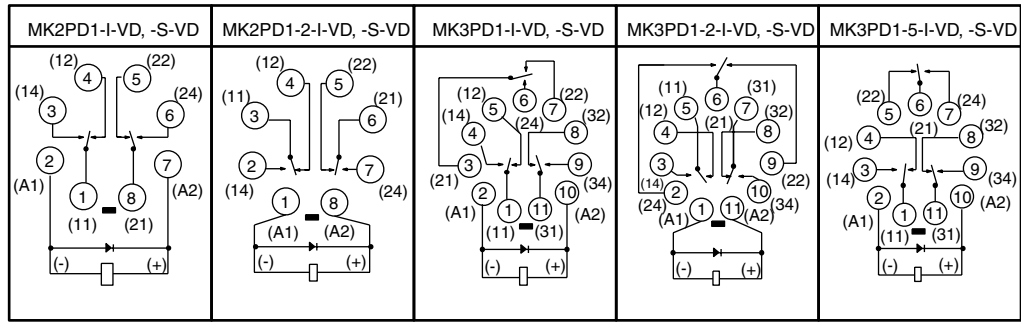 MK2PD1-I-VD, -S-VD
MK2PD1-2-I-VD, -S-VD
MK3PD1-I-VD, -S-VD
MK3PD1-2-I-VD, -S-VD
MK3PD1-5-I-VD, -S-VD
(12) (22)
4 5
(14) (24)
3 6
2 7
(A1) (A2)
1 8
(11) (21)
(-) (+)
(12) (22)
4 5
(11) (21)
3 6
2 7
(14) (24)
1 8
(A1) (A2)
(-) (+)
6
(12) 5 7 (22)
(24) (32)
(14) 4 8
3 9
(21) (34)
2 10
(A1) 1 11 (A2)
(11) (31)
(-) (+)
(11) (31)
6
5 7
(12) (21) (32)
4 8
3 9
(14) (22)
2 10
(24) (34)
(A1) 1 11 (A2)
(-) (+)
(22) 5 6 7 (24)
(12) 4 (21) 8 (32)
3 9
(14) (34)
2 10
(A1) 1 11 (A2)
(11) (31)
(-) (+)